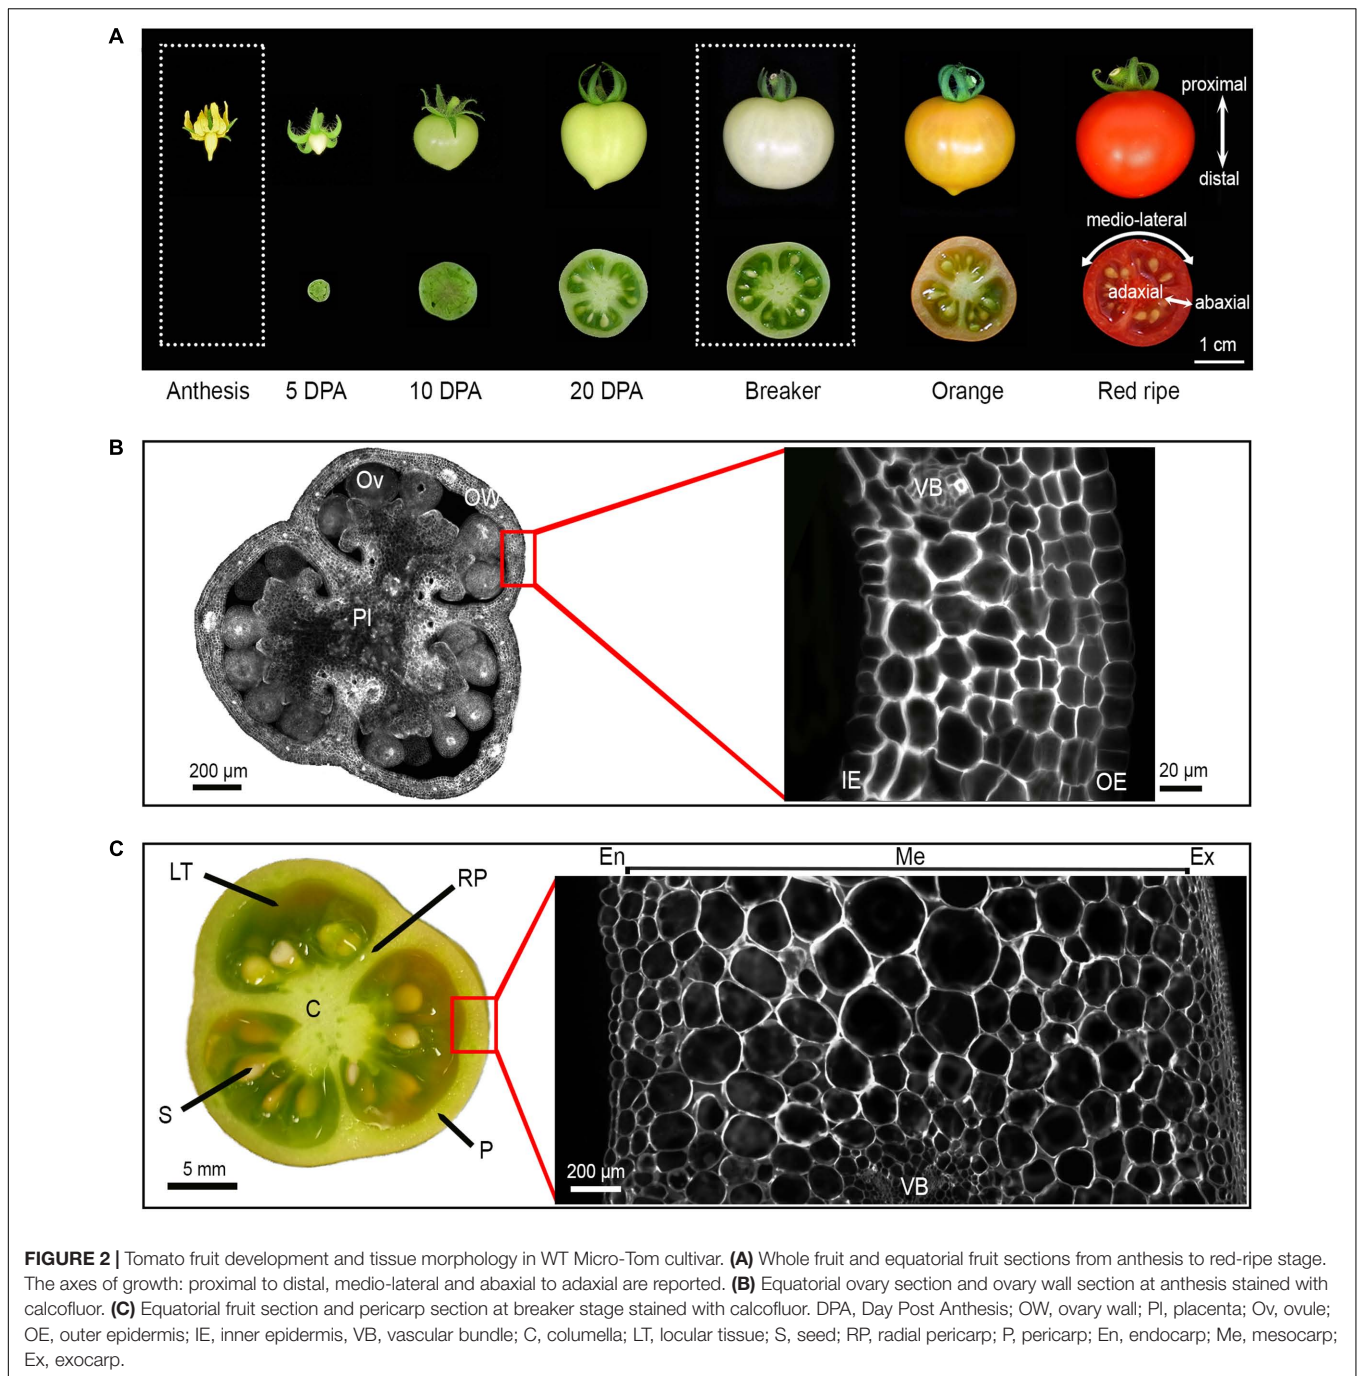 A
proximal
distal
medio-lateral
adaxial
abaxial
1 cm
Anthesis 5 DPA 10 DPA 20 DPA Breaker Orange Red ripe
B
Ov
OW
Pl
200 µm
VB
IE
OE
20 µm
C
LT
RP
C
S
P
5 mm
En Me Ex
200 µm
VB
FIGURE 2 | Tomato fruit development and tissue morphology in WT Micro-Tom cultivar. (A) Whole fruit and equatorial fruit sections from anthesis to red-ripe stage.
The axes of growth: proximal to distal, medio-lateral and abaxial to adaxial are reported. (B) Equatorial ovary section and ovary wall section at anthesis stained with
calcofluor. (C) Equatorial fruit section and pericarp section at breaker stage stained with calcofluor. DPA, Day Post Anthesis; OW, ovary wall; Pl, placenta; Ov, ovule;
OE, outer epidermis; IE, inner epidermis, VB, vascular bundle; C, columella; LT, locular tissue; S, seed; RP, radial pericarp; P, pericarp; En, endocarp; Me, mesocarp;
Ex, exocarp.